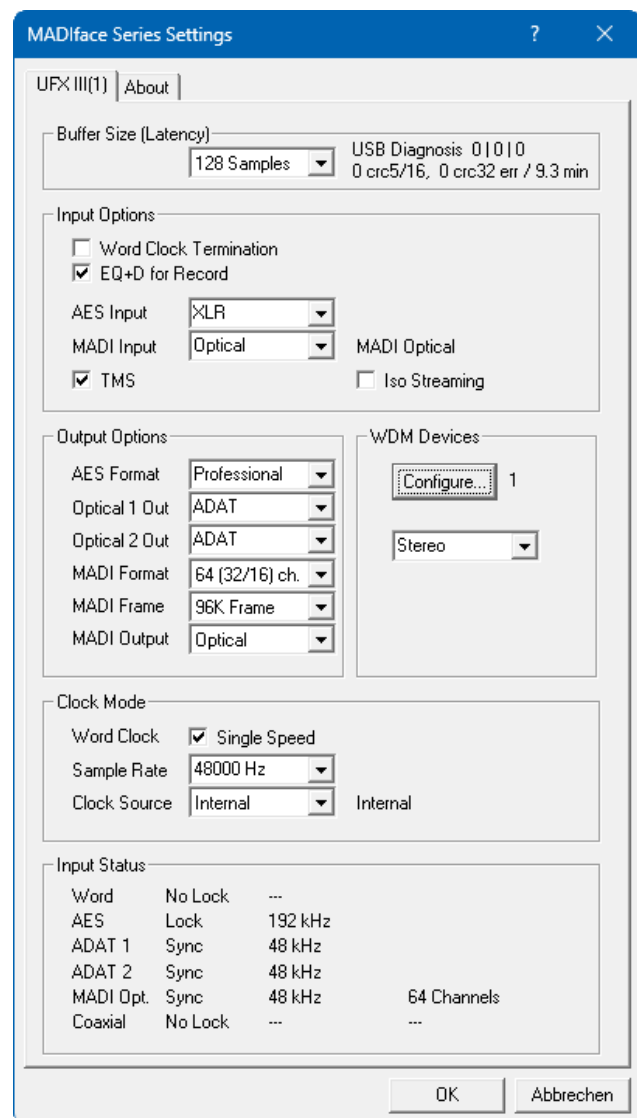 MADIface Series Settings ? ×
UFX III(1) About
Buffer Size (Latency)
128 Samples
USB Diagnosis 0 | 0 | 0
0 crc5/16, 0 crc32 err / 9.3 min
Input Options
Word Clock Termination
EQ+D for Record
AES Input XLR
MADI Input Optical MADI Optical
TMS Iso Streaming
Output Options
AES Format Professional
Optical 1 Out ADAT
Optical 2 Out ADAT
MADI Format 64 (32/16) ch.
MADI Frame 96K Frame
MADI Output Optical
WDM Devices
Configure... 1
Stereo
Clock Mode
Word Clock Single Speed
Sample Rate 48000 Hz
Clock Source Internal Internal
Input Status
Word No Lock ---
AES Lock 192 kHz
ADAT 1 Sync 48 kHz
ADAT 2 Sync 48 kHz
MADI Opt. Sync 48 kHz 64 Channels
Coaxial No Lock --- ---
OK Abbrechen